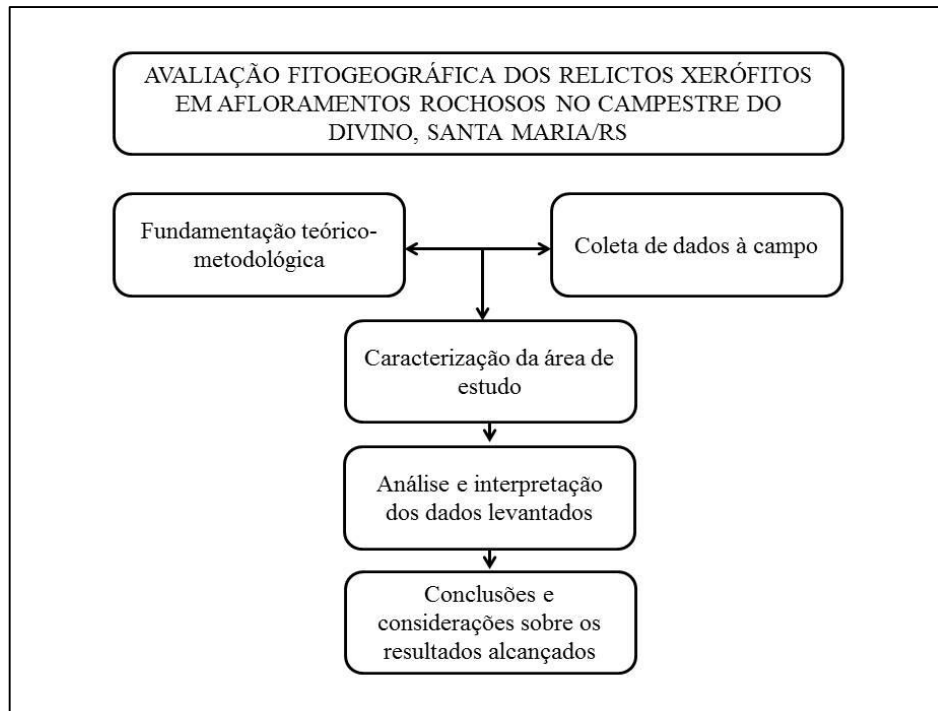 AVALIAÇÃO FITOGEOGRÁFICA DOS RELICTOS XERÓFITOS
EM AFLORAMENTOS ROCHOSOS NO CAMPESTRE DO
DIVINO, SANTA MARIA/RS
Fundamentação teórico-
metodológica
Coleta de dados à campo
Caracterização da área de
estudo
Análise e interpretação
dos dados levantados
Conclusões e
considerações sobre os
resultados alcançados